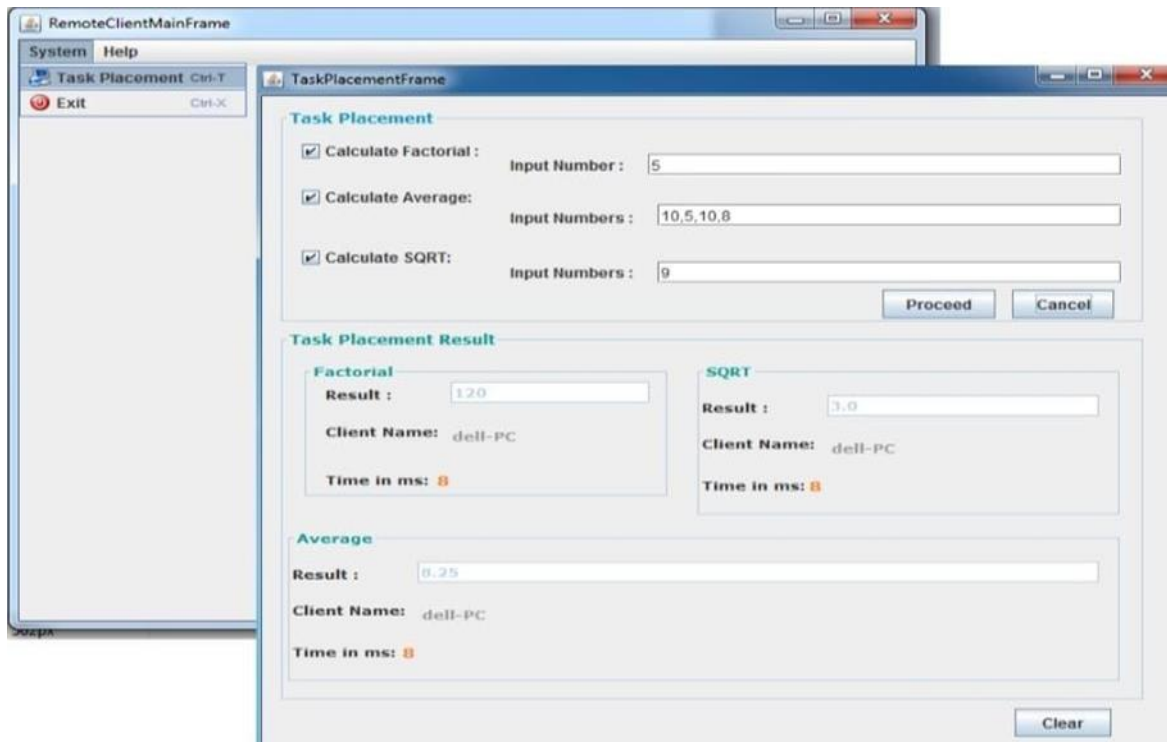 RemoteClientMainFrame
System Help
Task Placement Ctrl-T
Exit Ctrl-X
TaskPlacementFrame
Task Placement
Calculate Factorial :
Input Number : 5
Calculate Average:
Input Numbers : 10,5,10,8
Calculate SQRT:
Input Numbers : 9
Proceed Cancel
Task Placement Result
Factorial
Result : 120
Client Name: dell-PC
Time in ms: 8
SQRT
Result : 3.0
Client Name: dell-PC
Time in ms: 8
Average
Result : 8.25
Client Name: dell-PC
Time in ms: 8
Clear